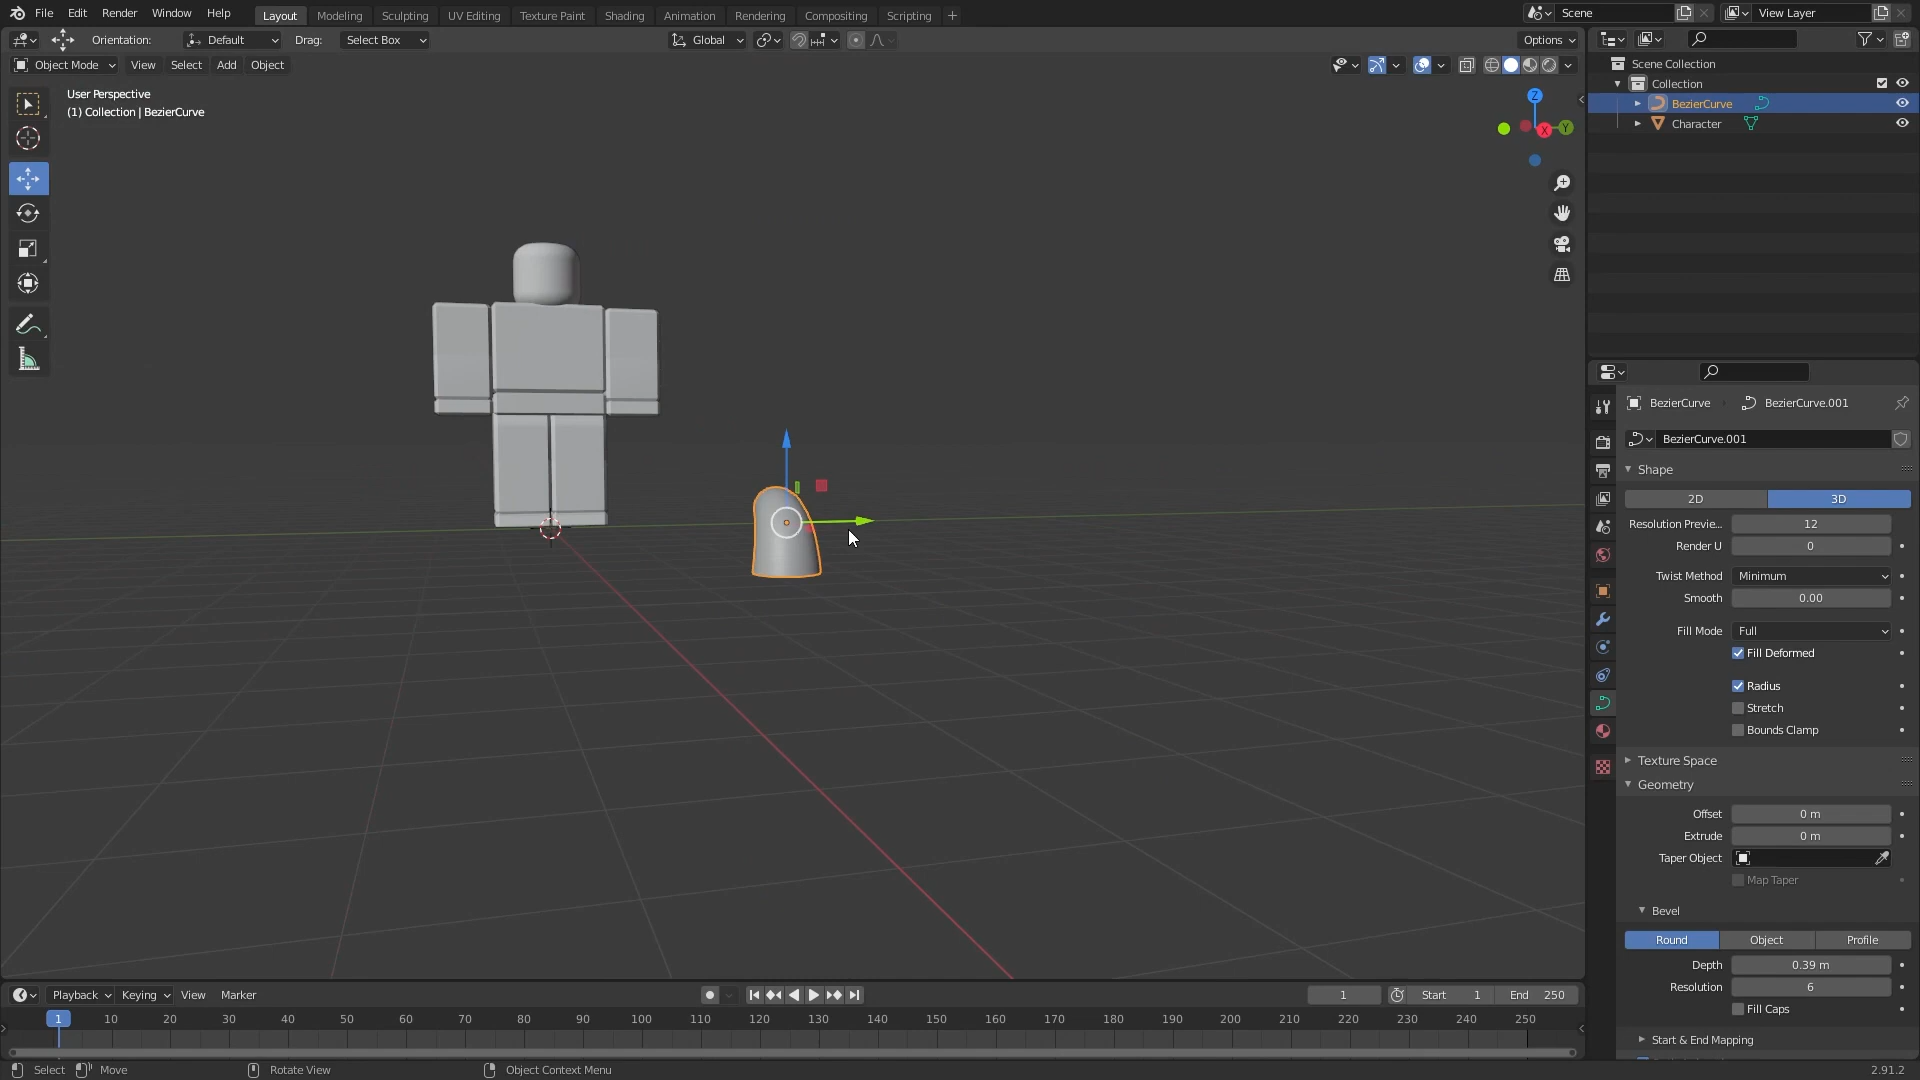 File Edit Render Window Help Layout Modeling Sculpting UV Editing Texture Paint Shading Animation Rendering Compositing Scripting + Scene View Layer
Orientation: Default Drag: Select Box Global Options
Object Mode View Select Add Object
User Perspective
(1) Collection | BezierCurve
Z
X
Y
Scene Collection
Collection
BezierCurve
Character
BezierCurve BezierCurve.001
BezierCurve.001
Shape
2D 3D
Resolution Previe... 12
Render U 0
Twist Method Minimum
Smooth 0.00
Fill Mode Full
Fill Deformed
Radius
Stretch
Bounds Clamp
Texture Space
Geometry
Offset 0 m
Extrude 0 m
Taper Object
Map Taper
Bevel
Round Object Profile
Depth 0.39 m
Resolution 6
Fill Caps
Start & End Mapping
Playback Keying View Marker 1 Start 1 End 250
1 10 20 30 40 50 60 70 80 90 100 110 120 130 140 150 160 170 180 190 200 210 220 230 240 250
Select Move Rotate View Object Context Menu 2.91.2